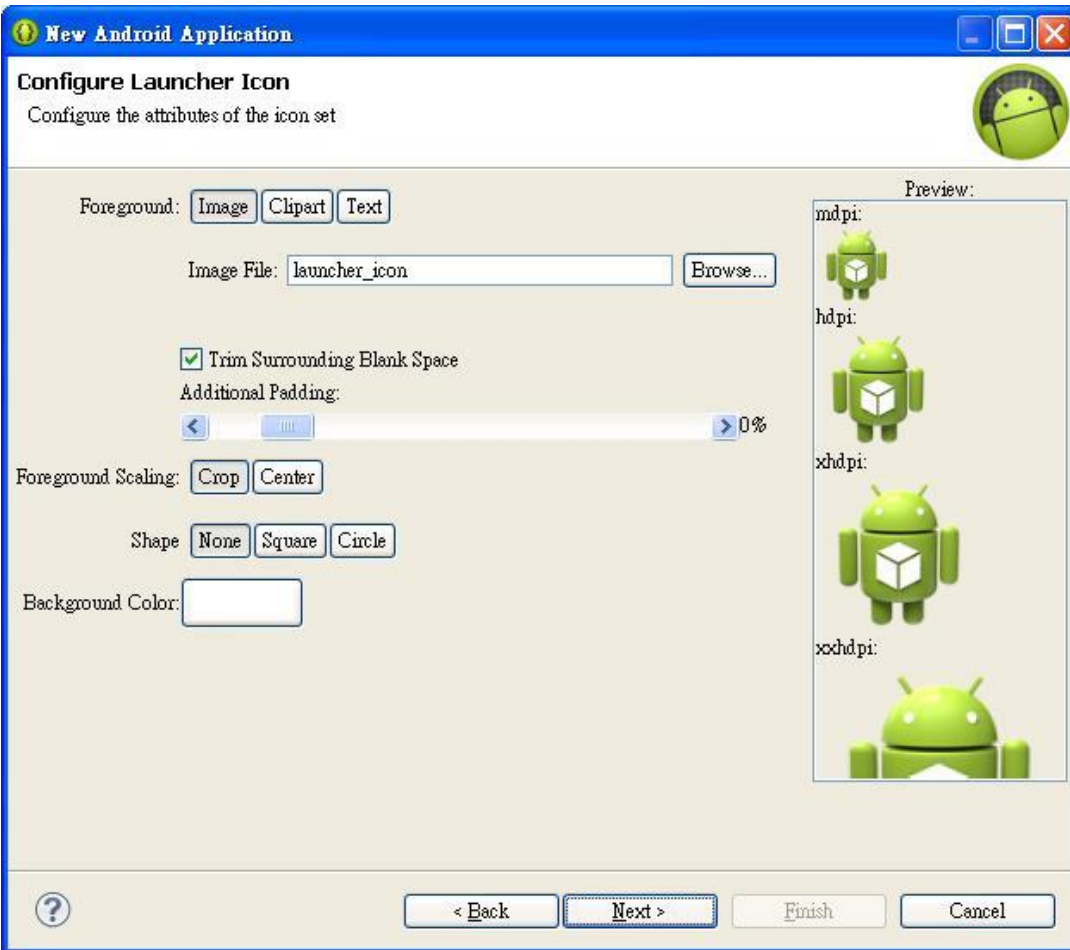 New Android Application
Configure Launcher Icon
Configure the attributes of the icon set
Foreground: Image Clipart Text
Image File: launcher_icon Browse...
Trim Surrounding Blank Space
Additional Padding:
0%
Foreground Scaling: Crop Center
Shape None Square Circle
Background Color:
Preview:
mdpi:
hdpi:
xhdpi:
xxhdpi:
? < Back Next > Finish Cancel